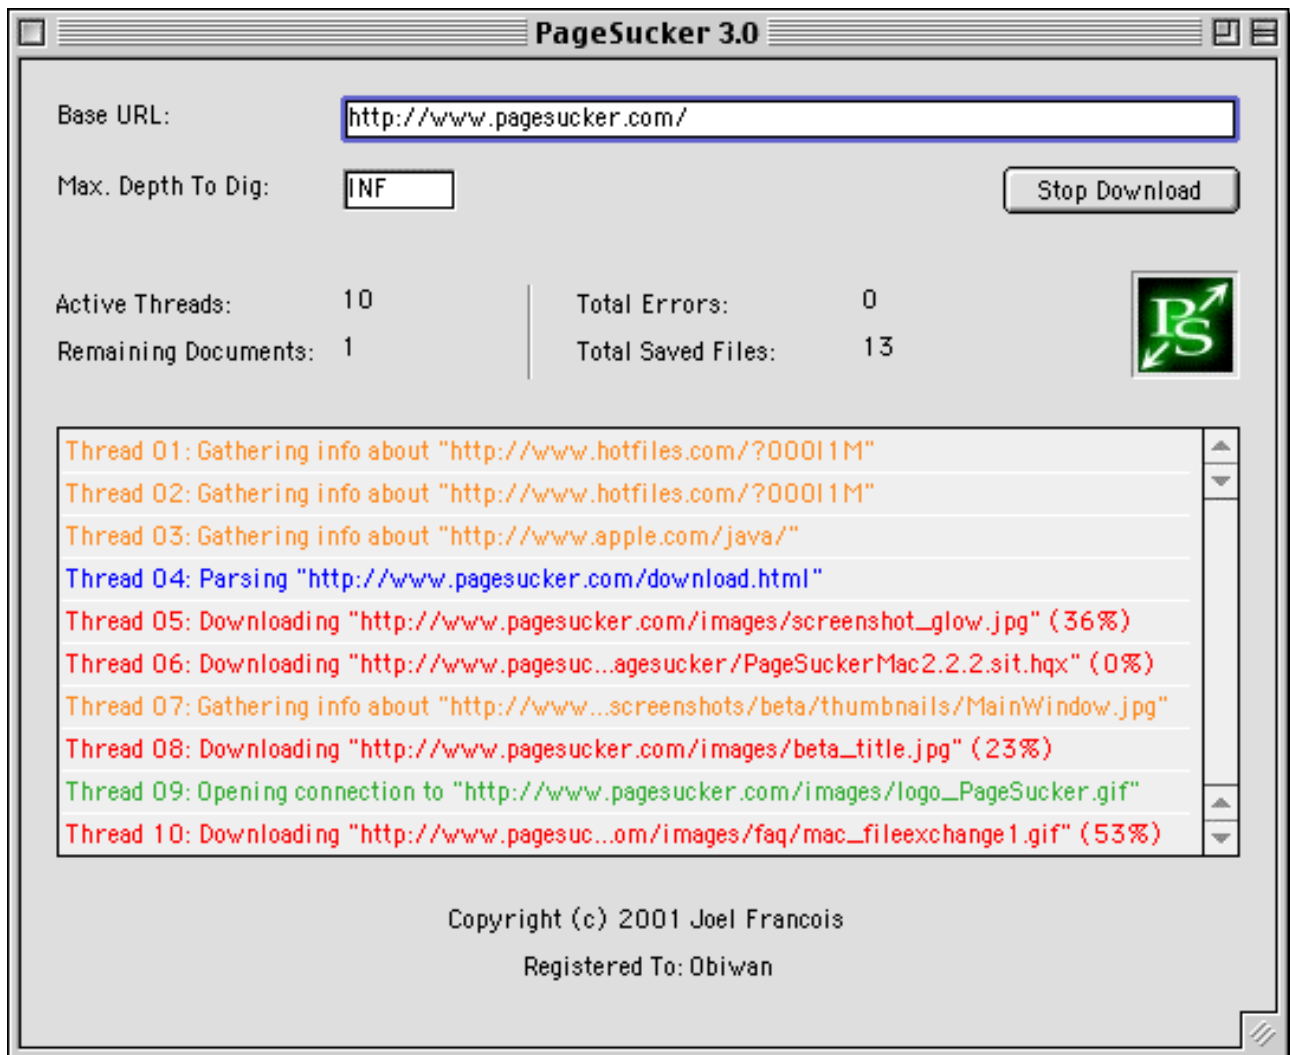 PageSucker 3.0
Base URL: http://www.pagesucker.com/
Max. Depth To Dig: INF
Stop Download
Active Threads: 10 Total Errors: 0
Remaining Documents: 1 Total Saved Files: 13
PS
Thread 01: Gathering info about "http://www.hotfiles.com/?000I1M"
Thread 02: Gathering info about "http://www.hotfiles.com/?000I1M"
Thread 03: Gathering info about "http://www.apple.com/java/"
Thread 04: Parsing "http://www.pagesucker.com/download.html"
Thread 05: Downloading "http://www.pagesucker.com/images/screenshot_glow.jpg" (36%)
Thread 06: Downloading "http://www.pagesuc...agesucker/PageSuckerMac2.2.2.sit.hqx" (0%)
Thread 07: Gathering info about "http://www...screenshots/beta/thumbnails/MainWindow.jpg"
Thread 08: Downloading "http://www.pagesucker.com/images/beta_title.jpg" (23%)
Thread 09: Opening connection to "http://www.pagesucker.com/images/logo_PageSucker.gif"
Thread 10: Downloading "http://www.pagesuc...om/images/faq/mac_fileexchange1.gif" (53%)
Copyright (c) 2001 Joel Francois
Registered To: Obiwan